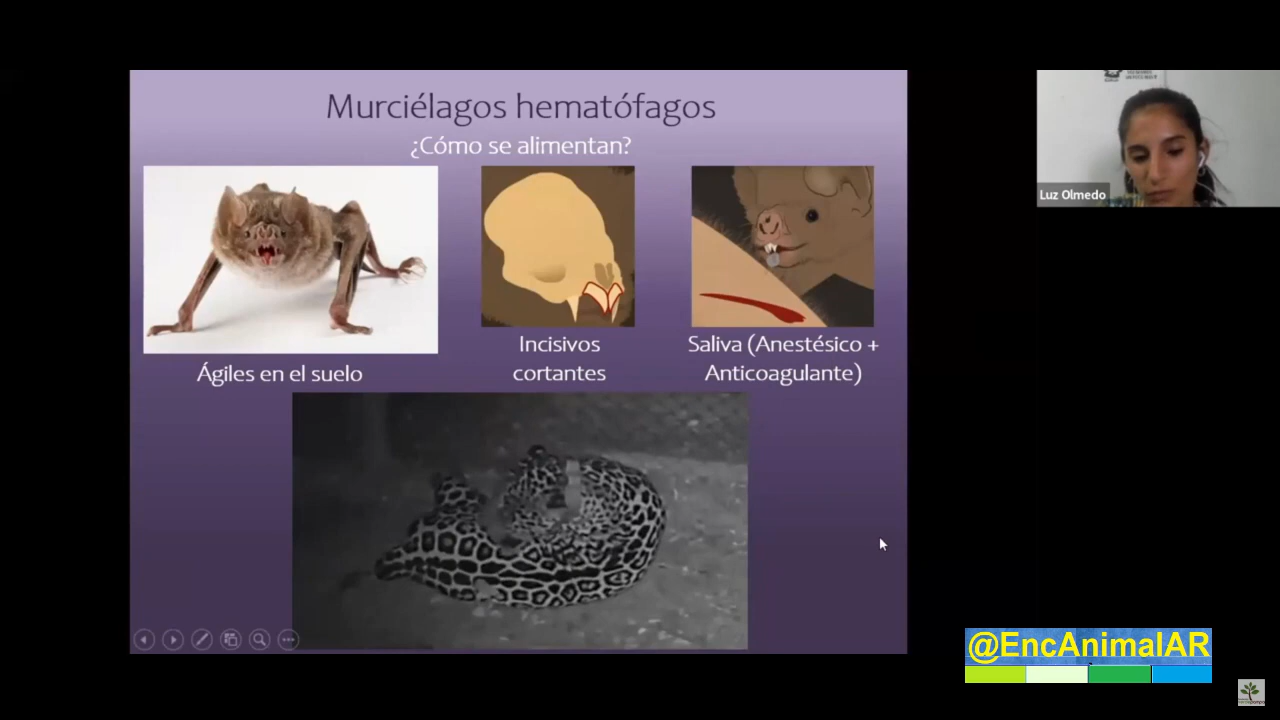 Murciélagos hematófagos
¿Cómo se alimentan?
Ágiles en el suelo
Incisivos
cortantes
Saliva (Anestésico +
Anticoagulante)
Luz Olmedo
@EncAnimalAR